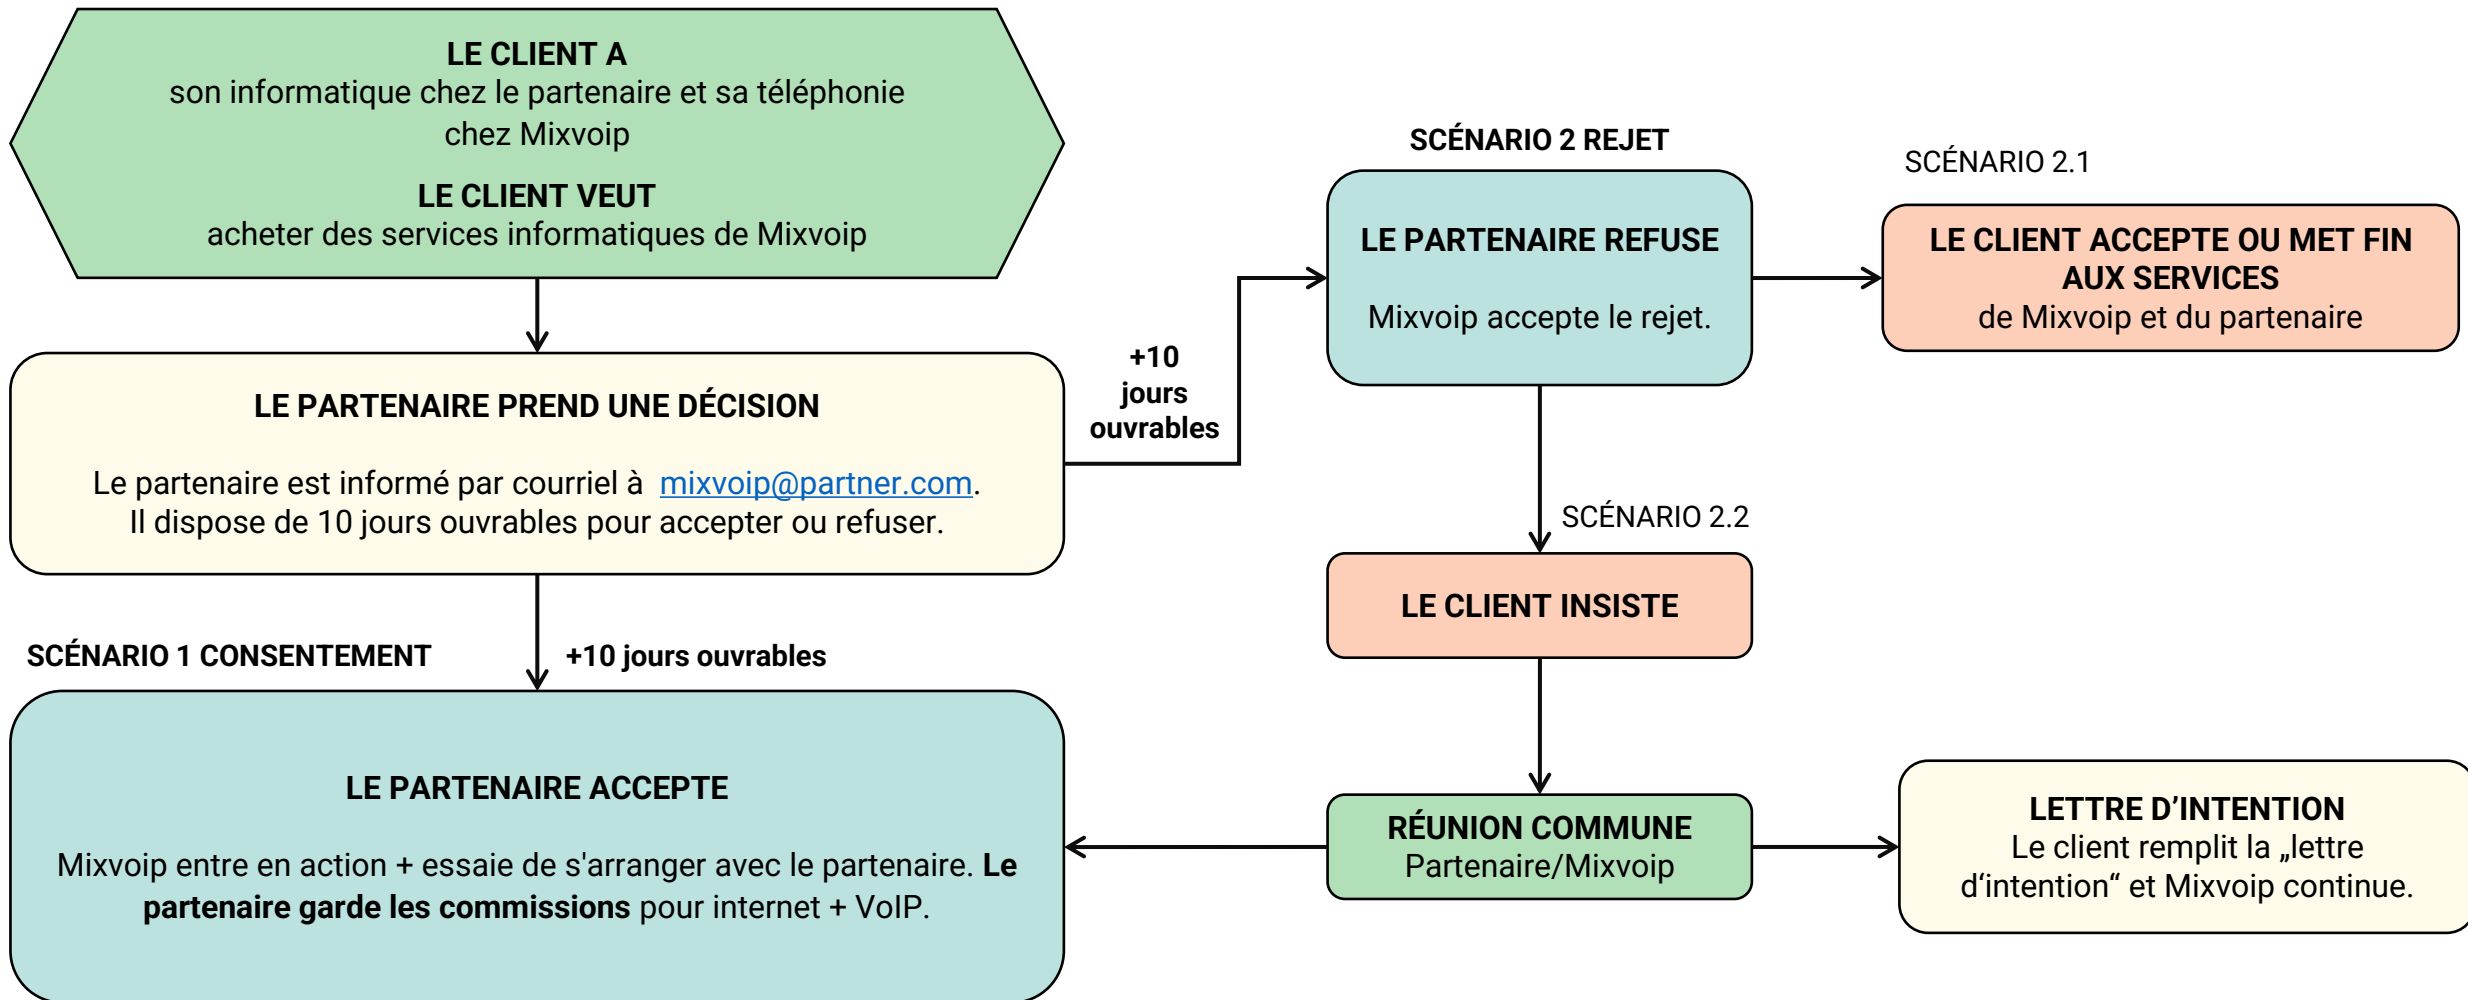 LE CLIENT A
son informatique chez le partenaire et sa téléphonie
chez Mixvoip
LE CLIENT VEUT
acheter des services informatiques de Mixvoip
LE PARTENAIRE PREND UNE DÉCISION
Le partenaire est informé par courriel à mixvoip@partner.com.
Il dispose de 10 jours ouvrables pour accepter ou refuser.
SCÉNARIO 1 CONSENTEMENT
+10 jours ouvrables
LE PARTENAIRE ACCEPTE
Mixvoip entre en action + essaie de s'arranger avec le partenaire. Le
partenaire garde les commissions pour internet + VoIP.
+10
jours
ouvrables
SCÉNARIO 2 REJET
LE PARTENAIRE REFUSE
Mixvoip accepte le rejet.
SCÉNARIO 2.1
LE CLIENT ACCEPTE OU MET FIN
AUX SERVICES
de Mixvoip et du partenaire
SCÉNARIO 2.2
LE CLIENT INSISTE
RÉUNION COMMUNE
Partenaire/Mixvoip
LETTRE D’INTENTION
Le client remplit la „lettre
d‘intention“ et Mixvoip continue.